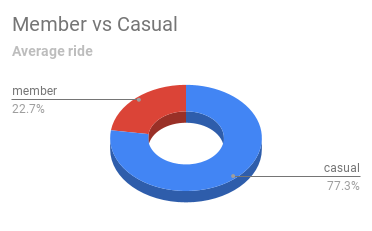 Member vs Casual
Average ride
member
22.7%
casual
77.3%